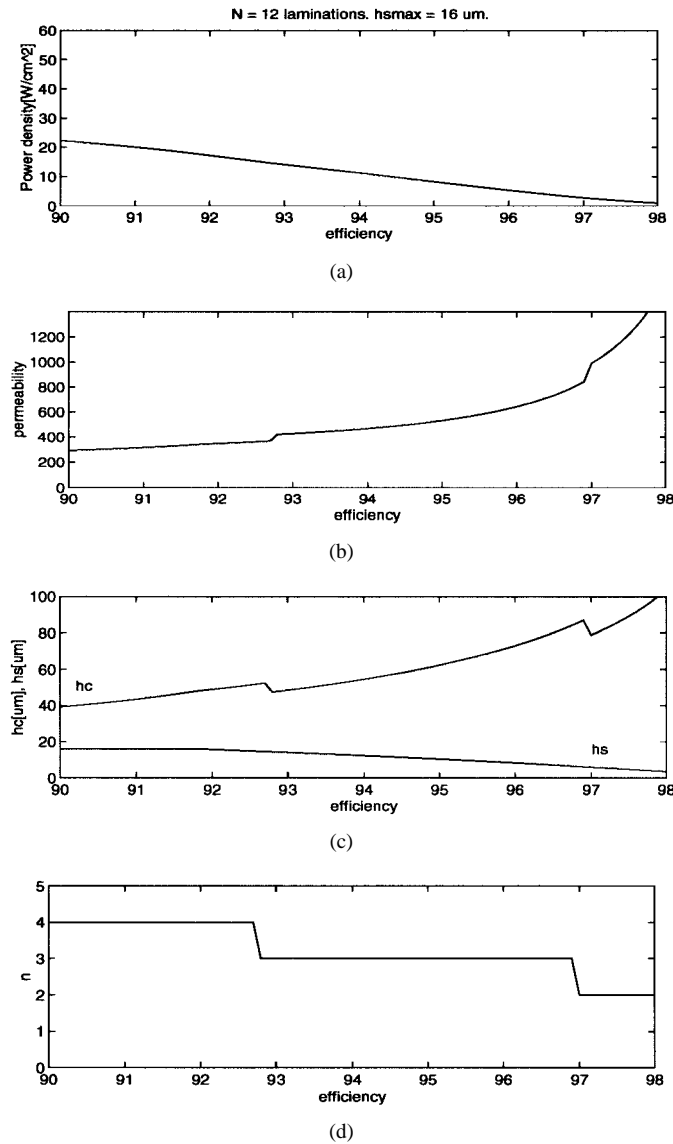 N = 12 laminations. hsmax = 16 um.
Power density[W/cm^2]
60
50
40
30
20
10
0
90 91 92 93 94 95 96 97 98
efficiency
(a)
permeability
1200
1000
800
600
400
200
0
90 91 92 93 94 95 96 97 98
efficiency
(b)
hc[um], hs[um]
100
80
60
40
20
0
hc
hs
90 91 92 93 94 95 96 97 98
efficiency
(c)
n
5
4
3
2
1
0
90 91 92 93 94 95 96 97 98
efficiency
(d)